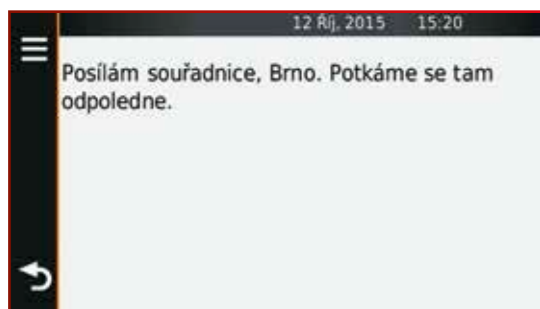 12 Říj, 2015 15:20
Posílám souřadnice, Brno. Potkáme se tam
odpoledne.